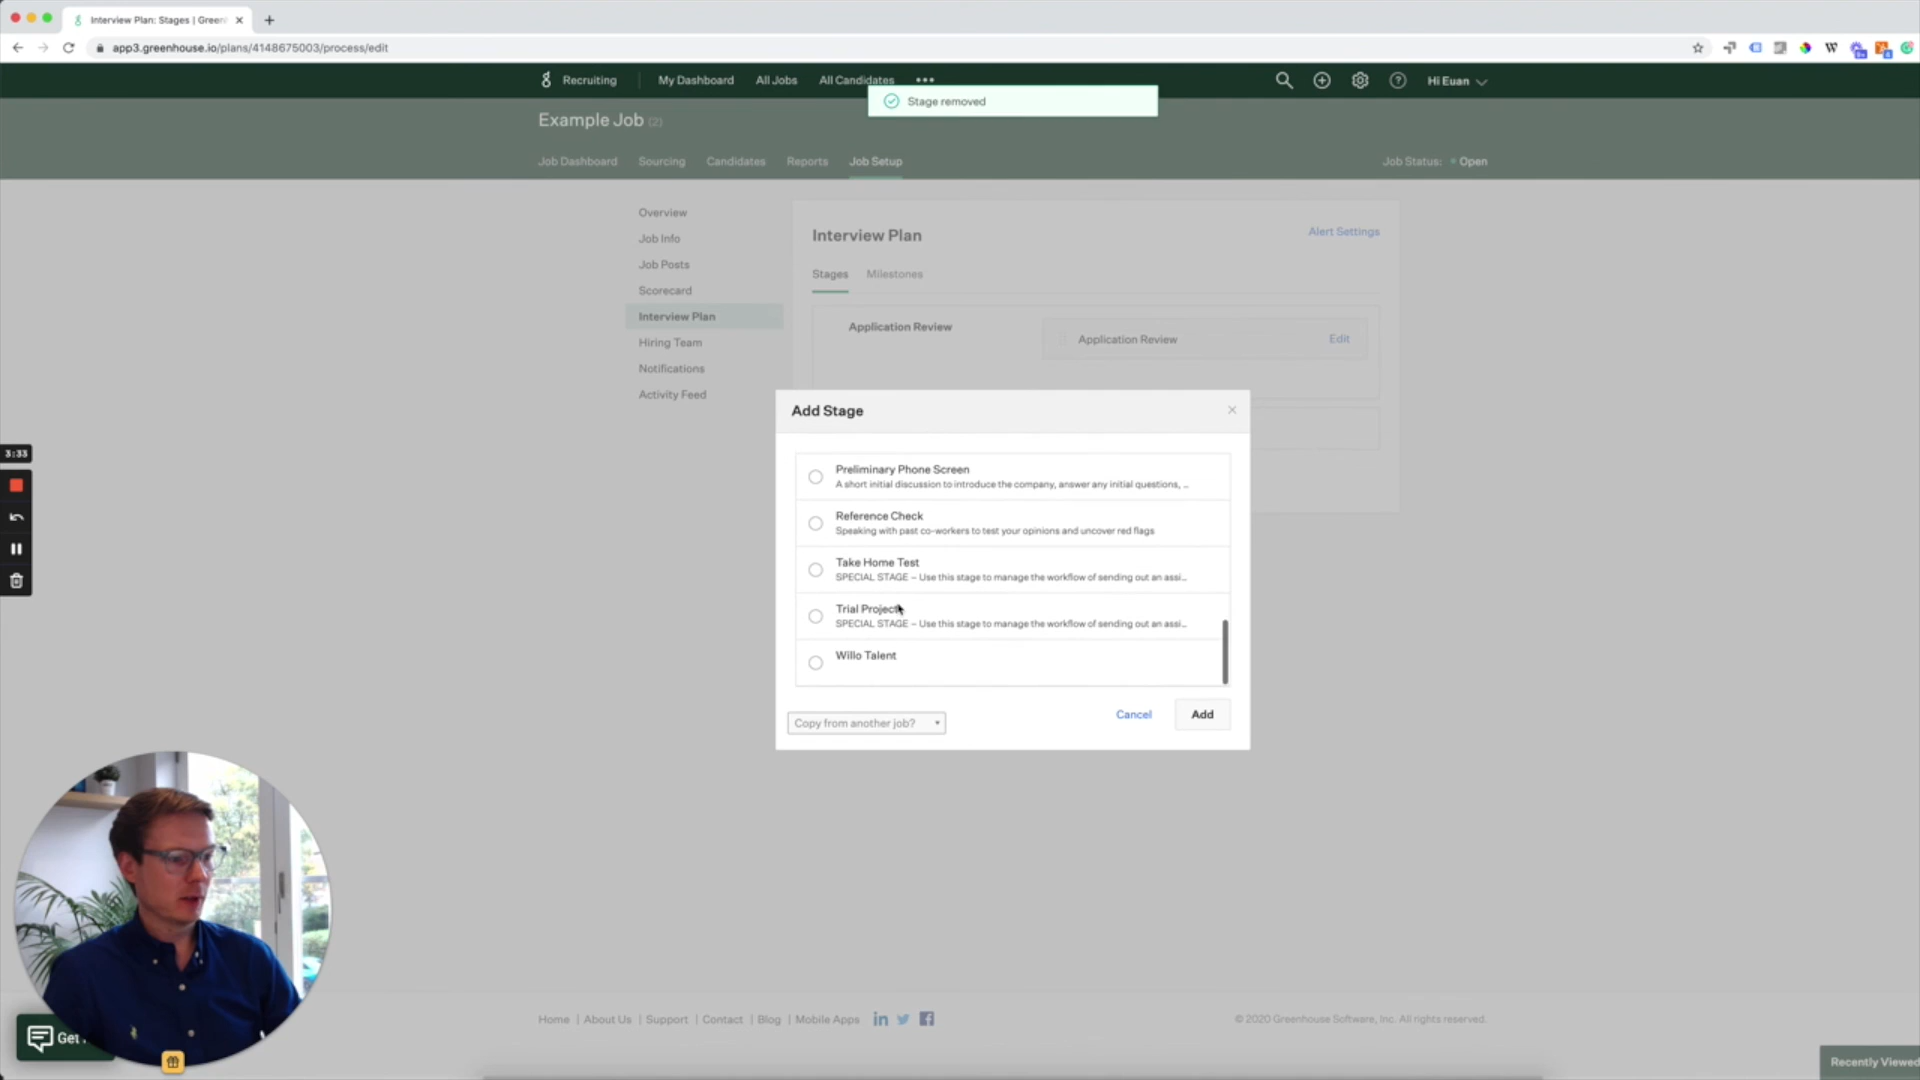 Interview Plan: Stages | Green
app3.greenhouse.io/plans/4148675003/process/edit
Recruiting
My Dashboard
All Jobs
All Candidates
Hi Euan
Stage removed
Example Job (2)
Job Dashboard
Sourcing
Candidates
Reports
Job Setup
Job Status:
Open
Overview
Job Info
Job Posts
Scorecard
Interview Plan
Hiring Team
Notifications
Activity Feed
Interview Plan
Alert Settings
Stages
Milestones
Application Review
Application Review
Edit
Add Stage
Preliminary Phone Screen
A short initial discussion to introduce the company, answer any initial questions, ...
Reference Check
Speaking with past co-workers to test your opinions and uncover red flags
Take Home Test
SPECIAL STAGE – Use this stage to manage the workflow of sending out an assi...
Trial Project
SPECIAL STAGE – Use this stage to manage the workflow of sending out an assi...
Willo Talent
Copy from another job?
Cancel
Add
3:33
Get
Home | About Us | Support | Contact | Blog | Mobile Apps
© 2020 Greenhouse Software, Inc. All rights reserved.
Recently Viewed